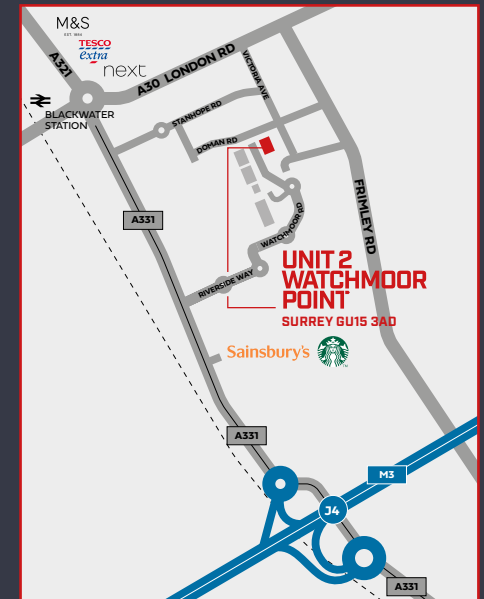 M&S
EST. 1884
TESCO
extra
next
A321
A30 LONDON RD
VICTORIA AVE
BLACKWATER
STATION
STANHOPE RD
DOMAN RD
FRIMLEY RD
A331
WATCHMOOR RD
RIVERSIDE WAY
UNIT 2
WATCHMOOR
POINT
SURREY GU15 3AD
Sainsbury's
A331
M3
J4
A331